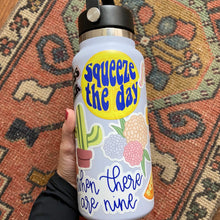 squeeze
the day
When there
are nine